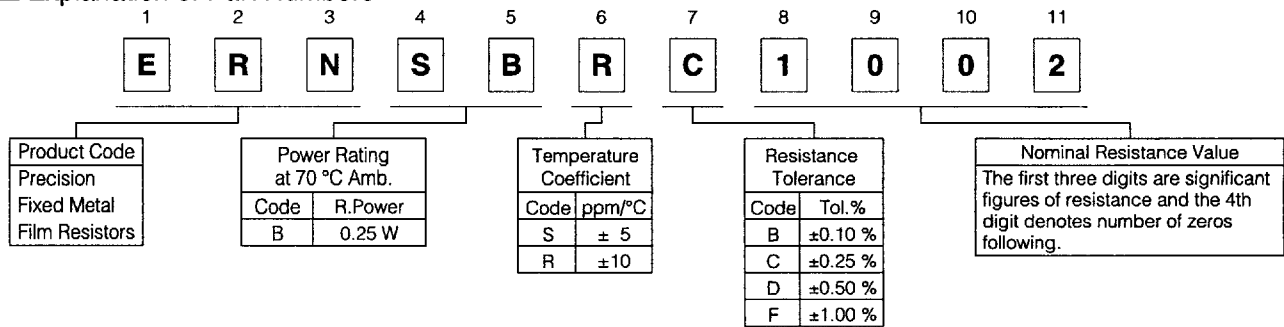 1 2 3 4 5 6 7 8 9 10 11
E R N S B R C 1 0 0 2
Product Code
Precision
Fixed Metal
Film Resistors
Power Rating
at 70 °C Amb.
Code R.Power
B 0.25 W
Temperature
Coefficient
Code ppm/°C
S ± 5
R ±10
Resistance
Tolerance
Code Tol.%
B ±0.10 %
C ±0.25 %
D ±0.50 %
F ±1.00 %
Nominal Resistance Value
The first three digits are significant
figures of resistance and the 4th
digit denotes number of zeros
following.